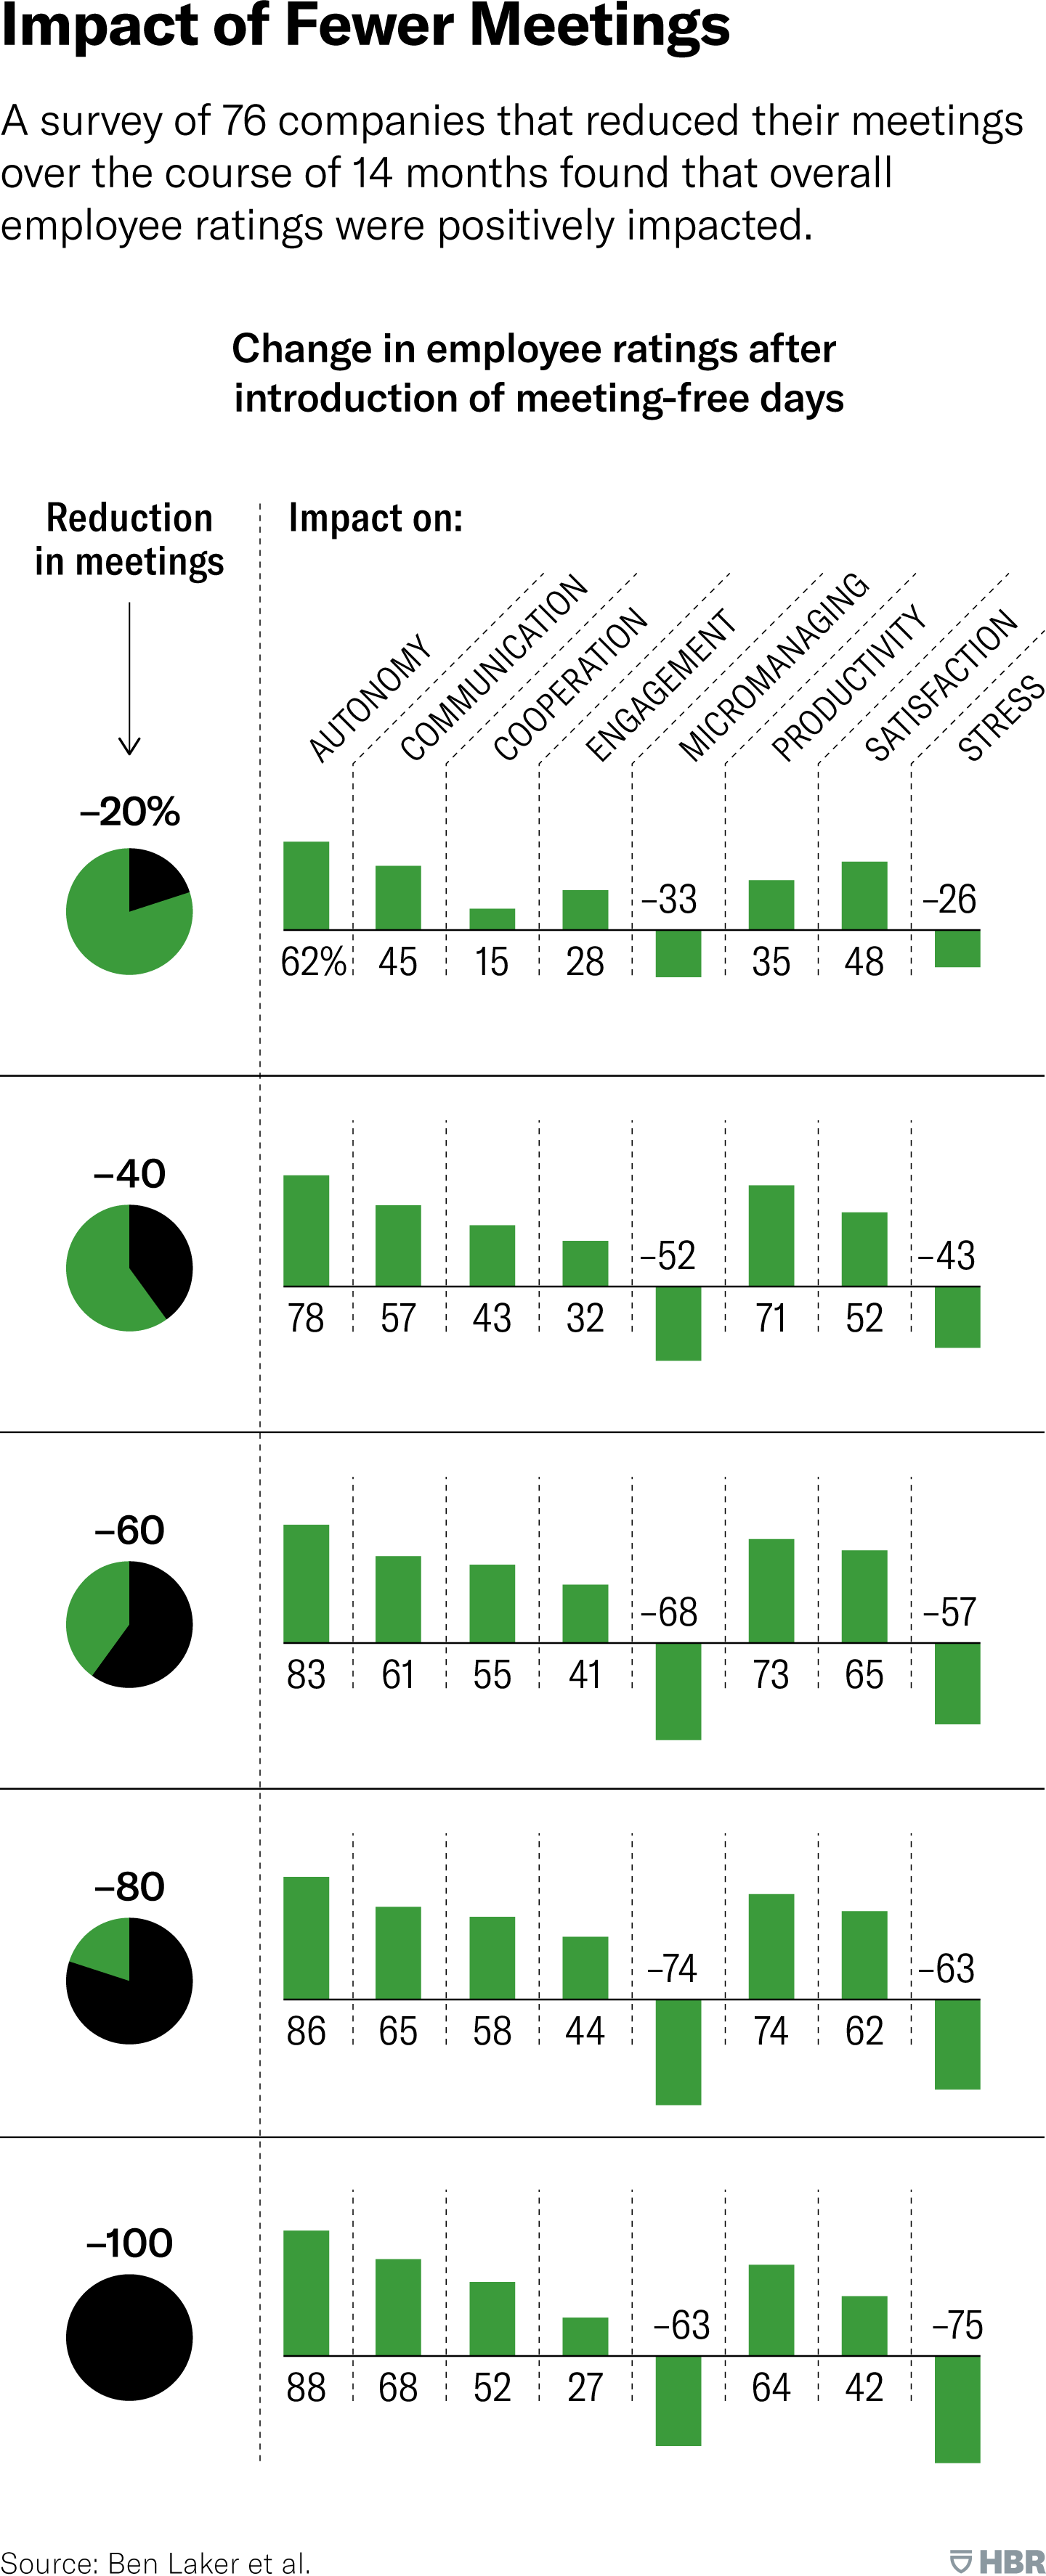 Impact of Fewer Meetings
A survey of 76 companies that reduced their meetings
over the course of 14 months found that overall
employee ratings were positively impacted.
Change in employee ratings after
introduction of meeting-free days
Reduction
in meetings
Impact on:
AUTONOMY
COMMUNICATION
COOPERATION
ENGAGEMENT
MICROMANAGING
PRODUCTIVITY
SATISFACTION
STRESS
–20%
–33
–26
62% 45 15 28 35 48
–40
–52
–43
78 57 43 32 71 52
–60
–68
–57
83 61 55 41 73 65
–80
–74
–63
86 65 58 44 74 62
–100
–63
–75
88 68 52 27 64 42
Source: Ben Laker et al.
HBR